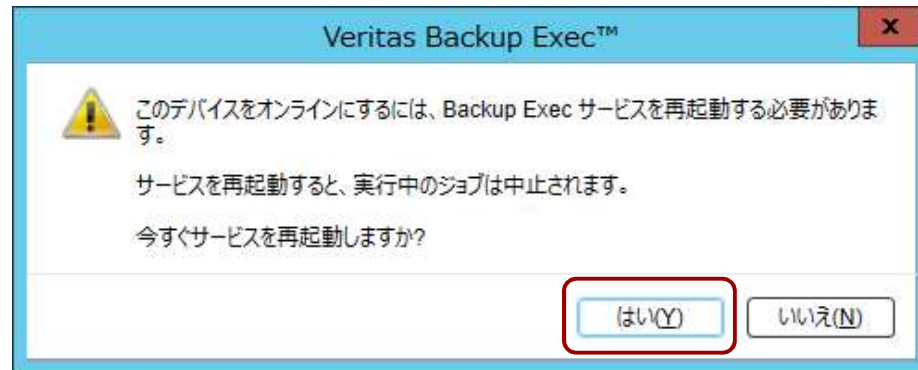 Veritas Backup Exec™
x
このデバイスをオンラインにするには、Backup Exec サービスを再起動する必要がありま
す。
サービスを再起動すると、実行中のジョブは中止されます。
今すぐサービスを再起動しますか?
はい(Y)
いいえ(N)